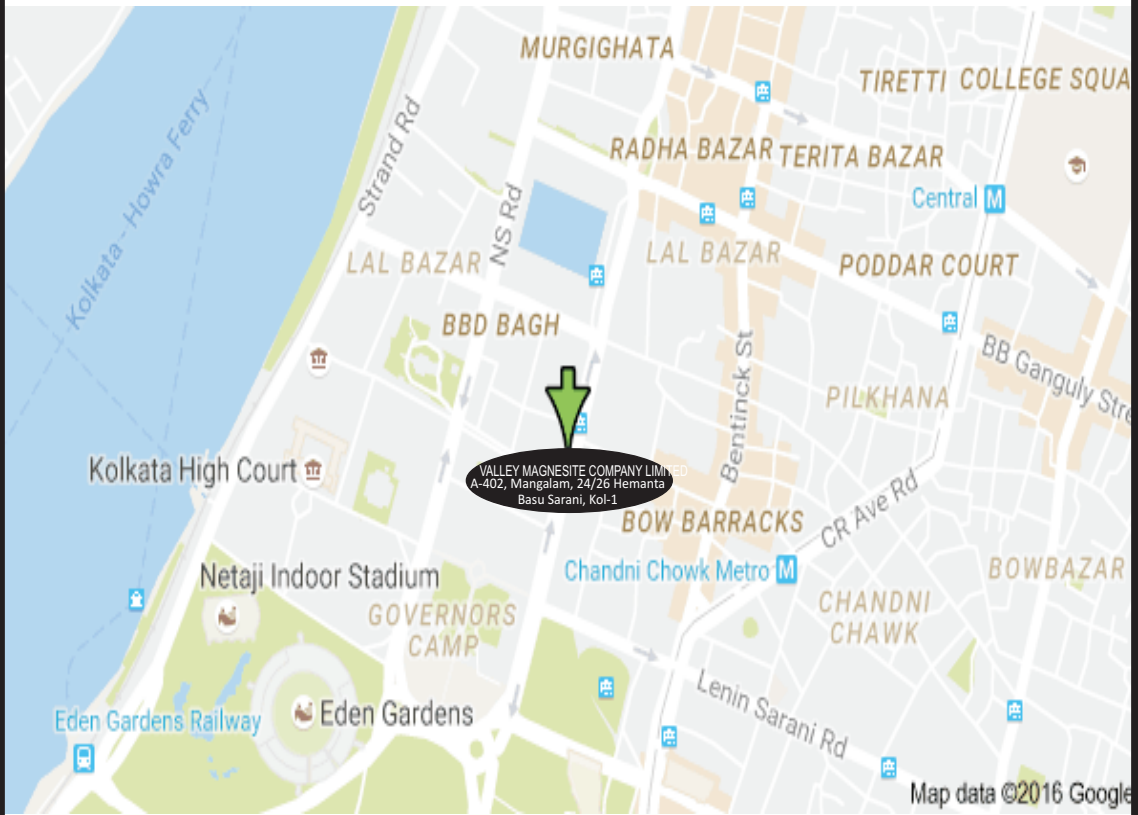 MURGIGHATA
TIRETTI
COLLEGE SQUA
Kolkata - Howra Ferry
Strand Rd
RADHA BAZAR
TERITA BAZAR
Central M
NS Rd
LAL BAZAR
LAL BAZAR
PODDAR COURT
BBD BAGH
BB Ganguly Stre
Bentinck St
PILKHANA
Kolkata High Court
VALLEY MAGNESITE COMPANY LIMITED
A-402, Mangalam, 24/26 Hemanta
Basu Sarani, Kol-1
BOW BARRACKS
CR Ave Rd
Chandni Chowk Metro M
BOWBAZAR
Netaji Indoor Stadium
GOVERNORS
CAMP
CHANDNI
CHAWK
Lenin Sarani Rd
Eden Gardens Railway
Eden Gardens
Map data ©2016 Google